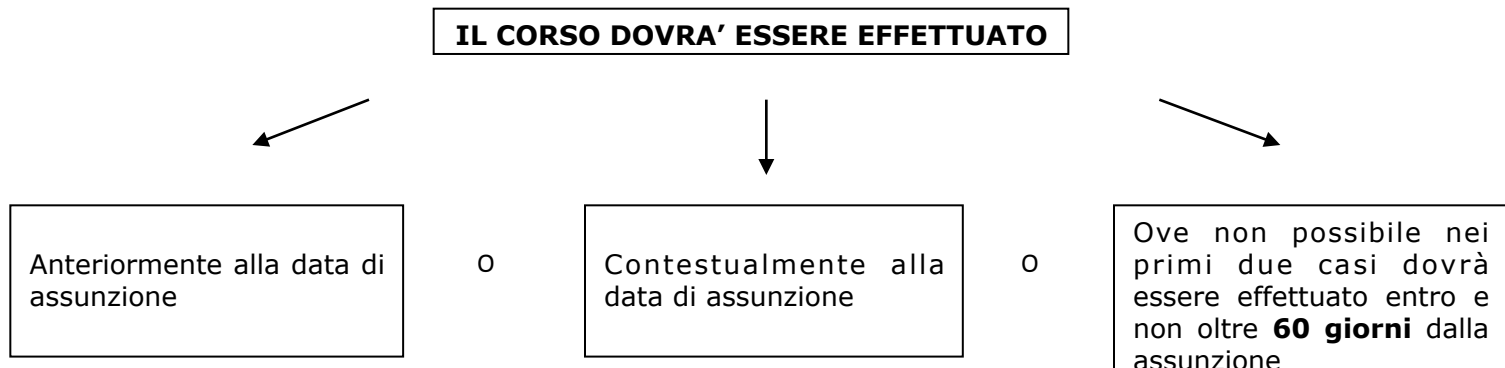 IL CORSO DOVRA’ ESSERE EFFETTUATO
Anteriormente alla data di
assunzione
O
Contestualmente alla
data di assunzione
O
Ove non possibile nei
primi due casi dovrà
essere effettuato entro e
non oltre 60 giorni dalla
assunzione